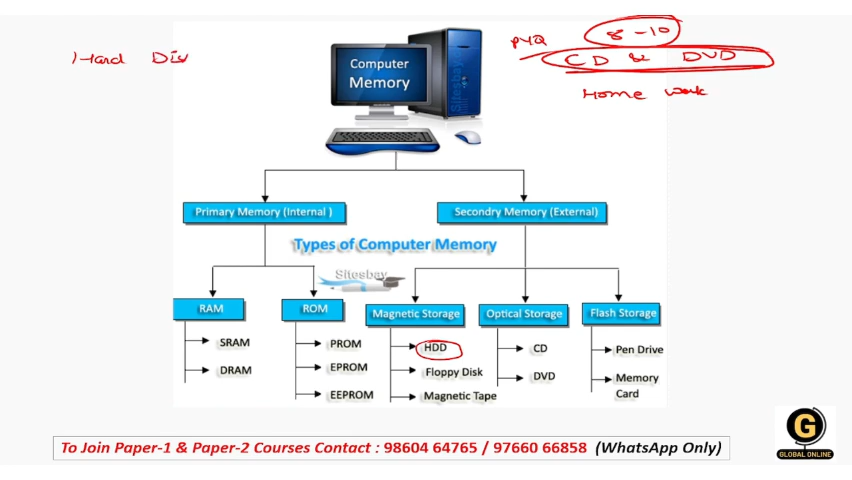 PYQ
8-10
CD & DVD
Home work
Hard Dis
Computer
Memory
Sitesbay
Primary Memory (Internal )
Secondry Memory (External)
Types of Computer Memory
Sitesbay
RAM
ROM
Magnetic Storage
Optical Storage
Flash Storage
SRAM
DRAM
PROM
EPROM
EEPROM
HDD
Floppy Disk
Magnetic Tape
CD
DVD
Pen Drive
Memory
Card
To Join Paper-1 & Paper-2 Courses Contact : 98604 64765 / 97660 66858 (WhatsApp Only)
G
GLOBAL ONLINE